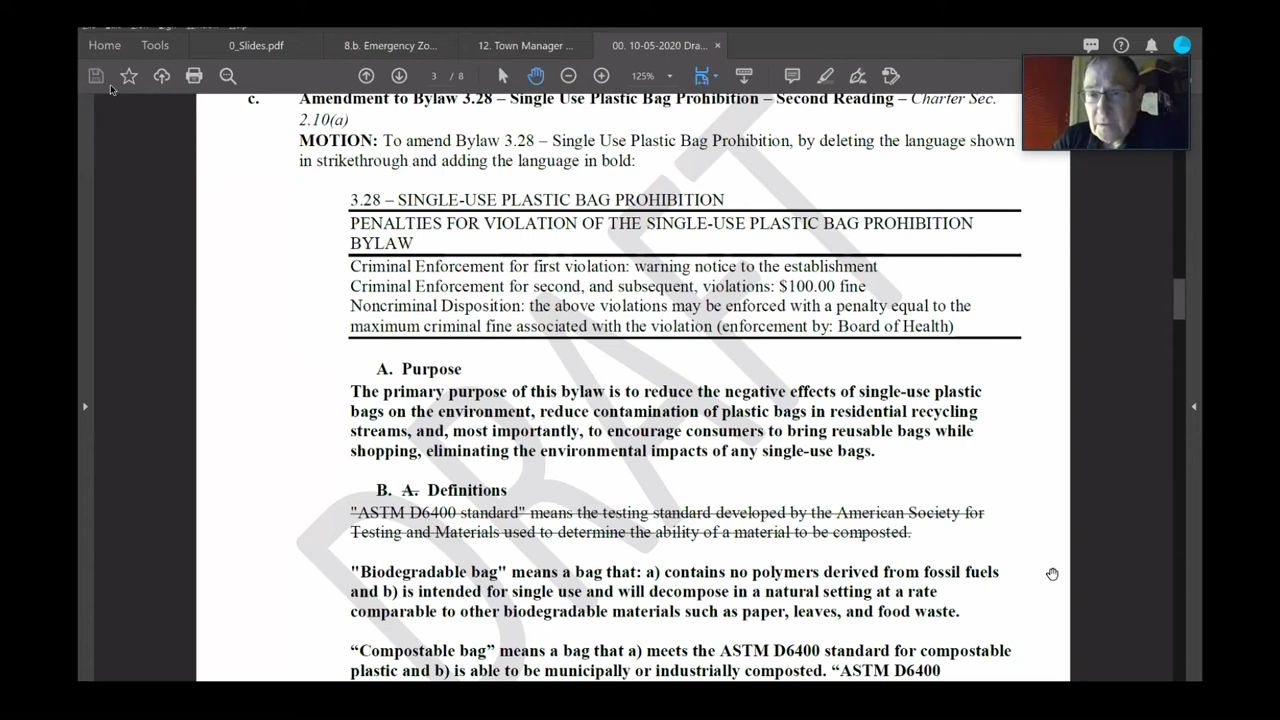 Home Tools 0_Slides.pdf 8.b. Emergency Zo... 12. Town Manager ... 00. 10-05-2020 Dra... ×
3 / 8 125%
c. Amendment to Bylaw 3.28 – Single Use Plastic Bag Prohibition – Second Reading – Charter Sec.
2.10(a)
MOTION: To amend Bylaw 3.28 – Single Use Plastic Bag Prohibition, by deleting the language shown
in strikethrough and adding the language in bold:
3.28 – SINGLE-USE PLASTIC BAG PROHIBITION
PENALTIES FOR VIOLATION OF THE SINGLE-USE PLASTIC BAG PROHIBITION
BYLAW
Criminal Enforcement for first violation: warning notice to the establishment
Criminal Enforcement for second, and subsequent, violations: $100.00 fine
Noncriminal Disposition: the above violations may be enforced with a penalty equal to the
maximum criminal fine associated with the violation (enforcement by: Board of Health)
A. Purpose
The primary purpose of this bylaw is to reduce the negative effects of single-use plastic
bags on the environment, reduce contamination of plastic bags in residential recycling
streams, and, most importantly, to encourage consumers to bring reusable bags while
shopping, eliminating the environmental impacts of any single-use bags.
B. A. Definitions
"ASTM D6400 standard" means the testing standard developed by the American Society for
Testing and Materials used to determine the ability of a material to be composted.
"Biodegradable bag" means a bag that: a) contains no polymers derived from fossil fuels
and b) is intended for single use and will decompose in a natural setting at a rate
comparable to other biodegradable materials such as paper, leaves, and food waste.
“Compostable bag” means a bag that a) meets the ASTM D6400 standard for compostable
plastic and b) is able to be municipally or industrially composted. “ASTM D6400
DRAFT